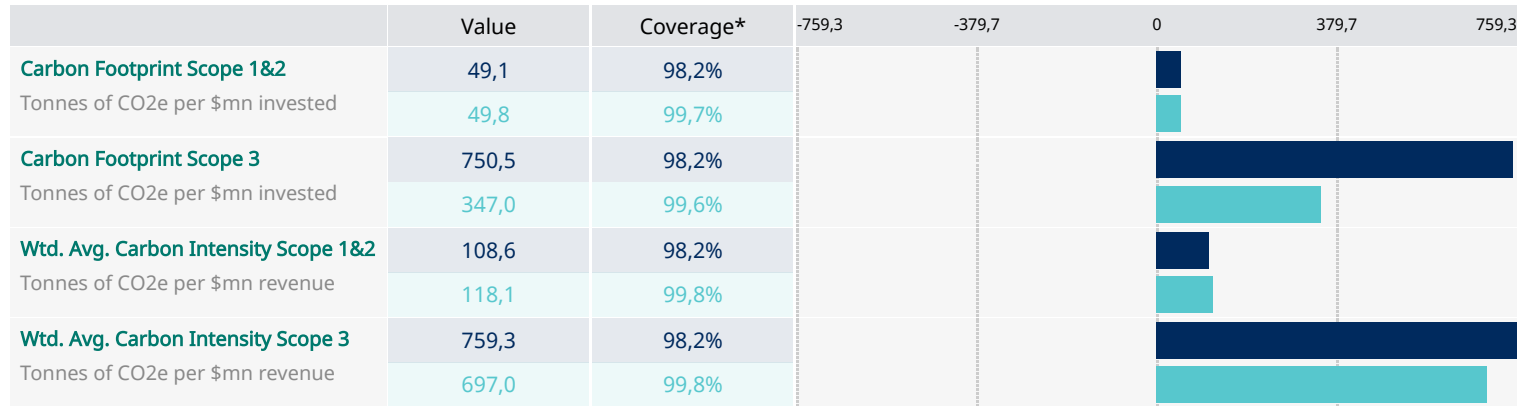 Value Coverage* -759,3 -379,7 0 379,7 759,3
Carbon Footprint Scope 1&2 49,1 98,2%
Tonnes of CO2e per $mn invested 49,8 99,7%
Carbon Footprint Scope 3 750,5 98,2%
Tonnes of CO2e per $mn invested 347,0 99,6%
Wtd. Avg. Carbon Intensity Scope 1&2 108,6 98,2%
Tonnes of CO2e per $mn revenue 118,1 99,8%
Wtd. Avg. Carbon Intensity Scope 3 759,3 98,2%
Tonnes of CO2e per $mn revenue 697,0 99,8%